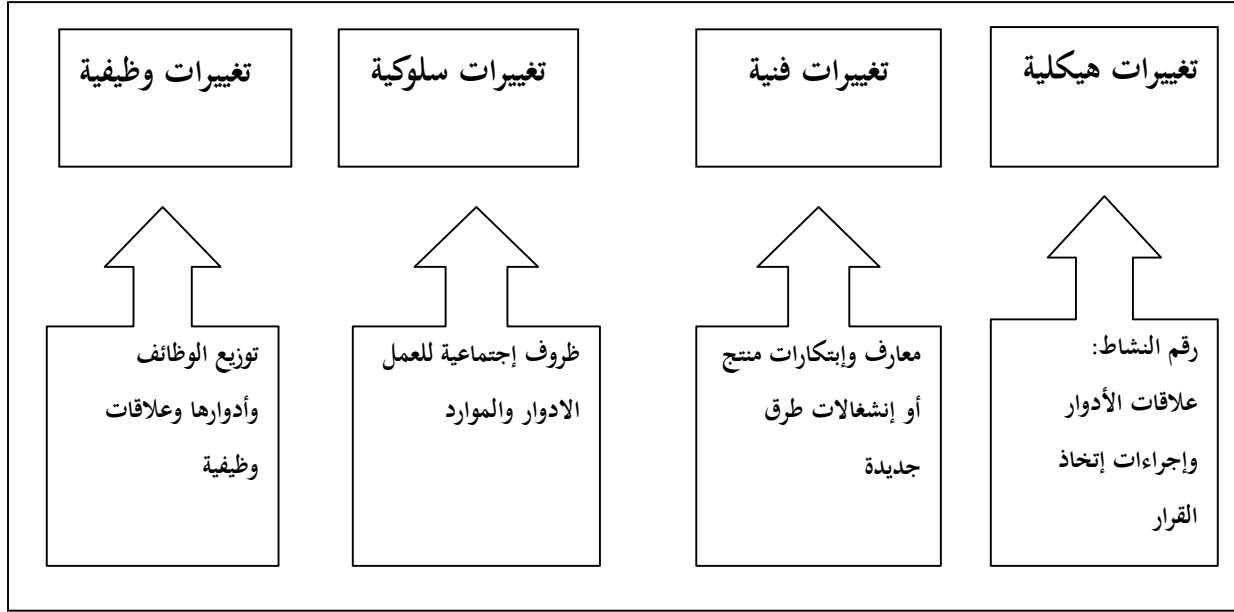 تغييرات هيكلية
تغييرات فنية
تغييرات سلوكية
تغييرات وظيفية
رقم النشاط:
علاقات الأدوار
وإجراءات إتخاذ
القرار
معارف وإبتكارات منتج
أو إنشغالات طرق
جديدة
ظروف إجتماعية للعمل
الادوار والموارد
توزيع الوظائف
وأدوارها وعلاقات
وظيفية